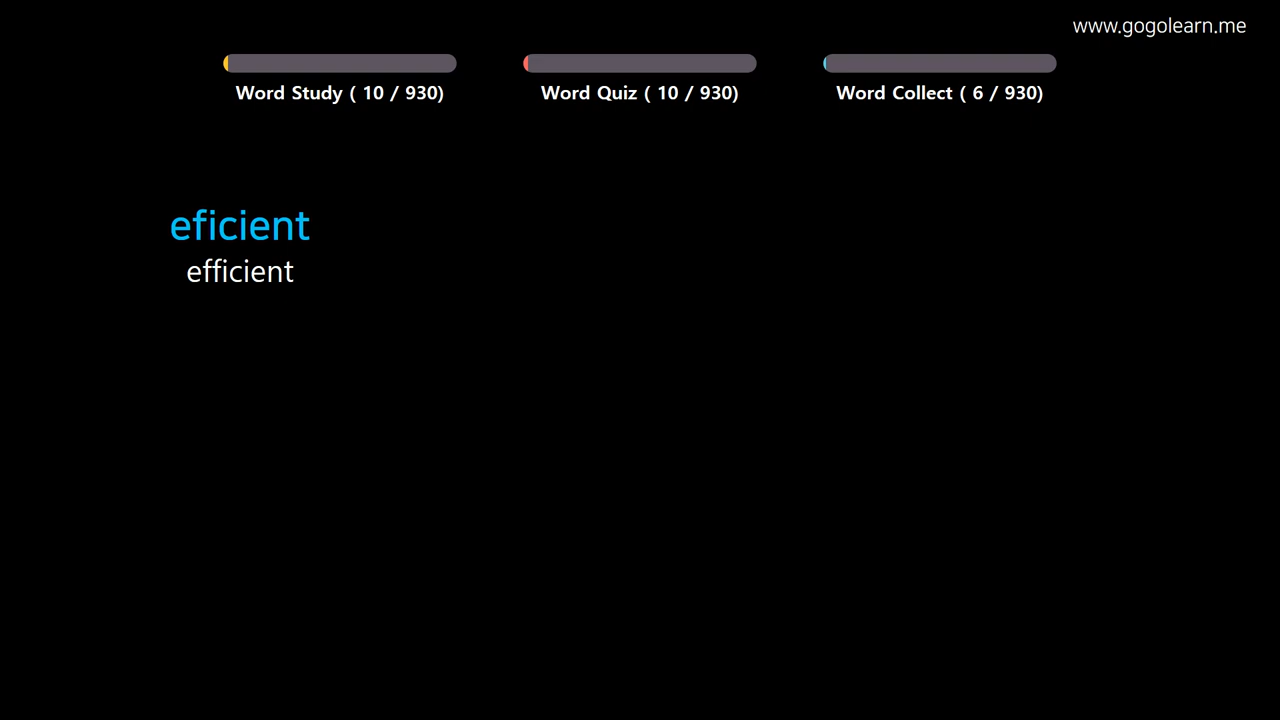 www.gogolearn.me
Word Study ( 10 / 930)
Word Quiz ( 10 / 930)
Word Collect ( 6 / 930)
eficient
efficient